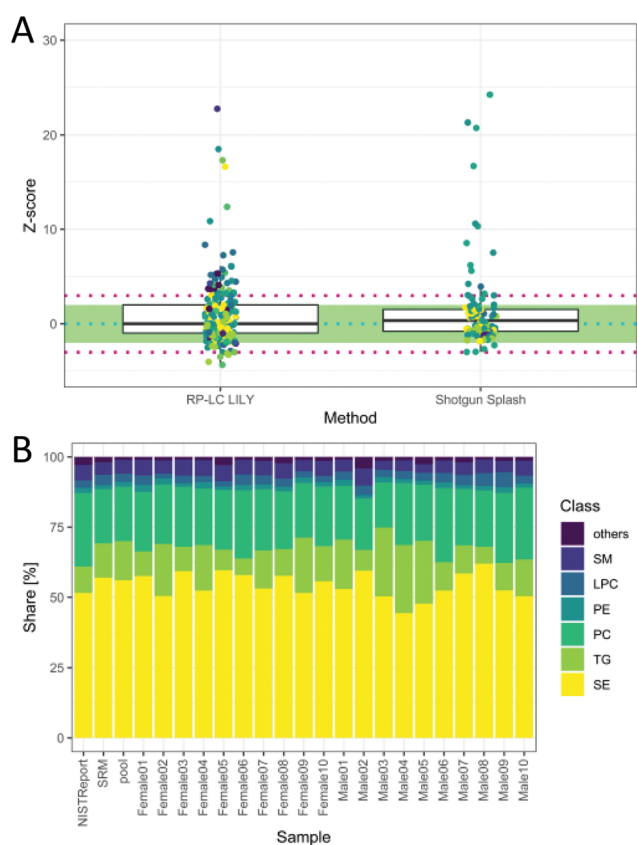 A
30
20
10
0
Z-score
RP-LC LILY
Shotgun Splash
Method
B
100
75
50
25
0
Share [%]
NISTReport
SRM
pool
Female01
Female02
Female03
Female04
Female05
Female06
Female07
Female08
Female09
Female10
Male01
Male02
Male03
Male04
Male05
Male06
Male07
Male08
Male09
Male10
Sample
Class
others
SM
LPC
PE
PC
TG
SE